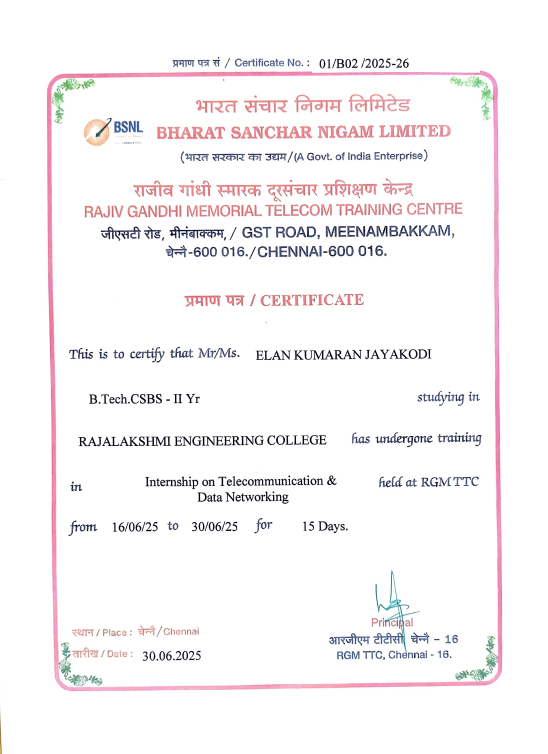 प्रमाण पत्र सं / Certificate No. : 01/B02 /2025-26
भारत संचार निगम लिमिटेड
BSNL
BHARAT SANCHAR NIGAM LIMITED
(भारत सरकार का उद्यम/(A Govt. of India Enterprise)
राजीव गांधी स्मारक दूरसंचार प्रशिक्षण केन्द्र
RAJIV GANDHI MEMORIAL TELECOM TRAINING CENTRE
जीएसटी रोड, मीनंबाक्कम, / GST ROAD, MEENAMBAKKAM,
चेन्नै-600 016./CHENNAI-600 016.
प्रमाण पत्र / CERTIFICATE
This is to certify that Mr/Ms. ELAN KUMARAN JAYAKODI
B.Tech.CSBS - II Yr studying in
RAJALAKSHMI ENGINEERING COLLEGE has undergone training
in Internship on Telecommunication & held at RGM TTC
Data Networking
from 16/06/25 to 30/06/25 for 15 Days.
Principal
स्थान / Place : चेन्नै/Chennai
आरजीएम टीटीसी, चेन्नै - 16
तारीख / Date : 30.06.2025
RGM TTC, Chennai - 16.